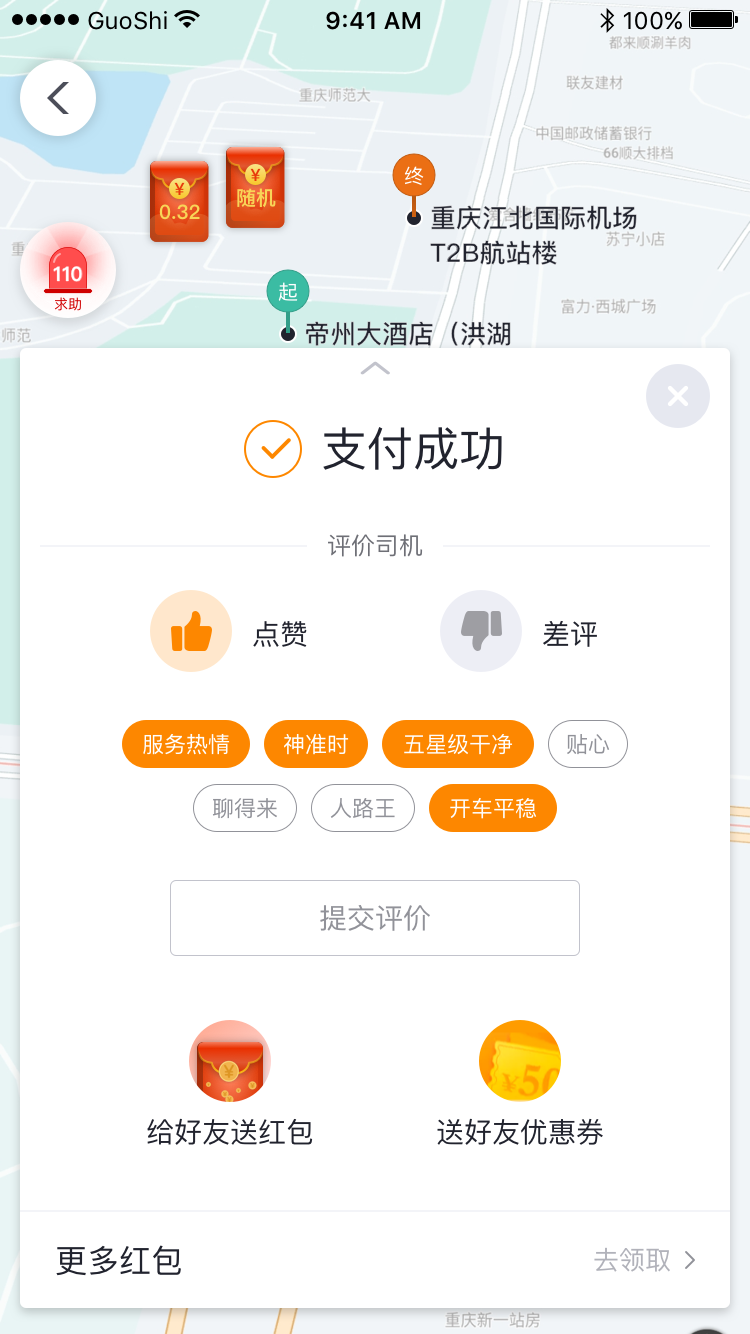 GuoShi 9:41 AM 100%
都来顺涮羊肉
联友建材
重庆师范大
中国邮政储蓄银行
66顺大排档
¥ 0.32
¥ 随机
终
重庆江北国际机场
T2B航站楼
苏宁小店
重
110
求助
起
富力·西城广场
师范
帝州大酒店（洪湖
支付成功
评价司机
点赞 差评
服务热情 神准时 五星级干净 贴心
聊得来 人路王 开车平稳
提交评价
¥
¥50
给好友送红包 送好友优惠券
更多红包 去领取
重庆新一站房